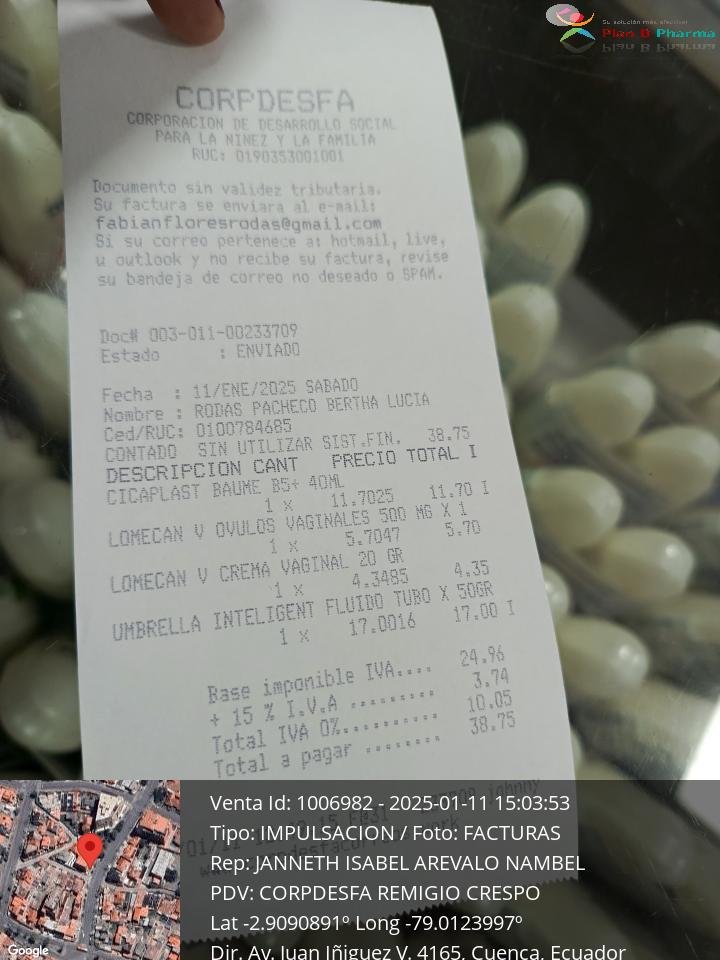 Su solución más efectiva!
Plan B Pharma
CORPDESFA
CORPORACION DE DESARROLLO SOCIAL
PARA LA NINEZ Y LA FAMILIA
RUC: 0190353001001
Documento sin validez tributaria.
Su factura se enviara al e-mail:
fabianfloresrodas@gmail.com
Si su correo pertenece a: hotmail, live,
u outlook y no recibe su factura, revise
su bandeja de correo no deseado o SPAM.
Doc# 003-011-00233709
Estado : ENVIADO
Fecha : 11/ENE/2025 SABADO
Nombre : RODAS PACHECO BERTHA LUCIA
Ced/RUC: 0100784685
CONTADO SIN UTILIZAR SIST.FIN. 38.75
DESCRIPCION CANT PRECIO TOTAL I
CICAPLAST BAUME B5+ 40ML
1 x 11.7025 11.70 I
LOMECAN V OVULOS VAGINALES 500 MG X 1
1 x 5.7047 5.70
LOMECAN V CREMA VAGINAL 20 GR
1 x 4.3485 4.35
UMBRELLA INTELIGENT FLUIDO TUBO X 50GR
1 x 17.0016 17.00 I
Base imponible IVA.... 24.96
+ 15 % I.V.A ......... 3.74
Total IVA 0%.......... 10.05
Total a pagar ........ 38.75
Venta Id: 1006982 - 2025-01-11 15:03:53
Tipo: IMPULSACION / Foto: FACTURAS
Rep: JANNETH ISABEL AREVALO NAMBEL
PDV: CORPDESFA REMIGIO CRESPO
Lat -2.9090891º Long -79.0123997º
Dir. Av. Juan Iñiguez V. 4165, Cuenca, Ecuador
Google